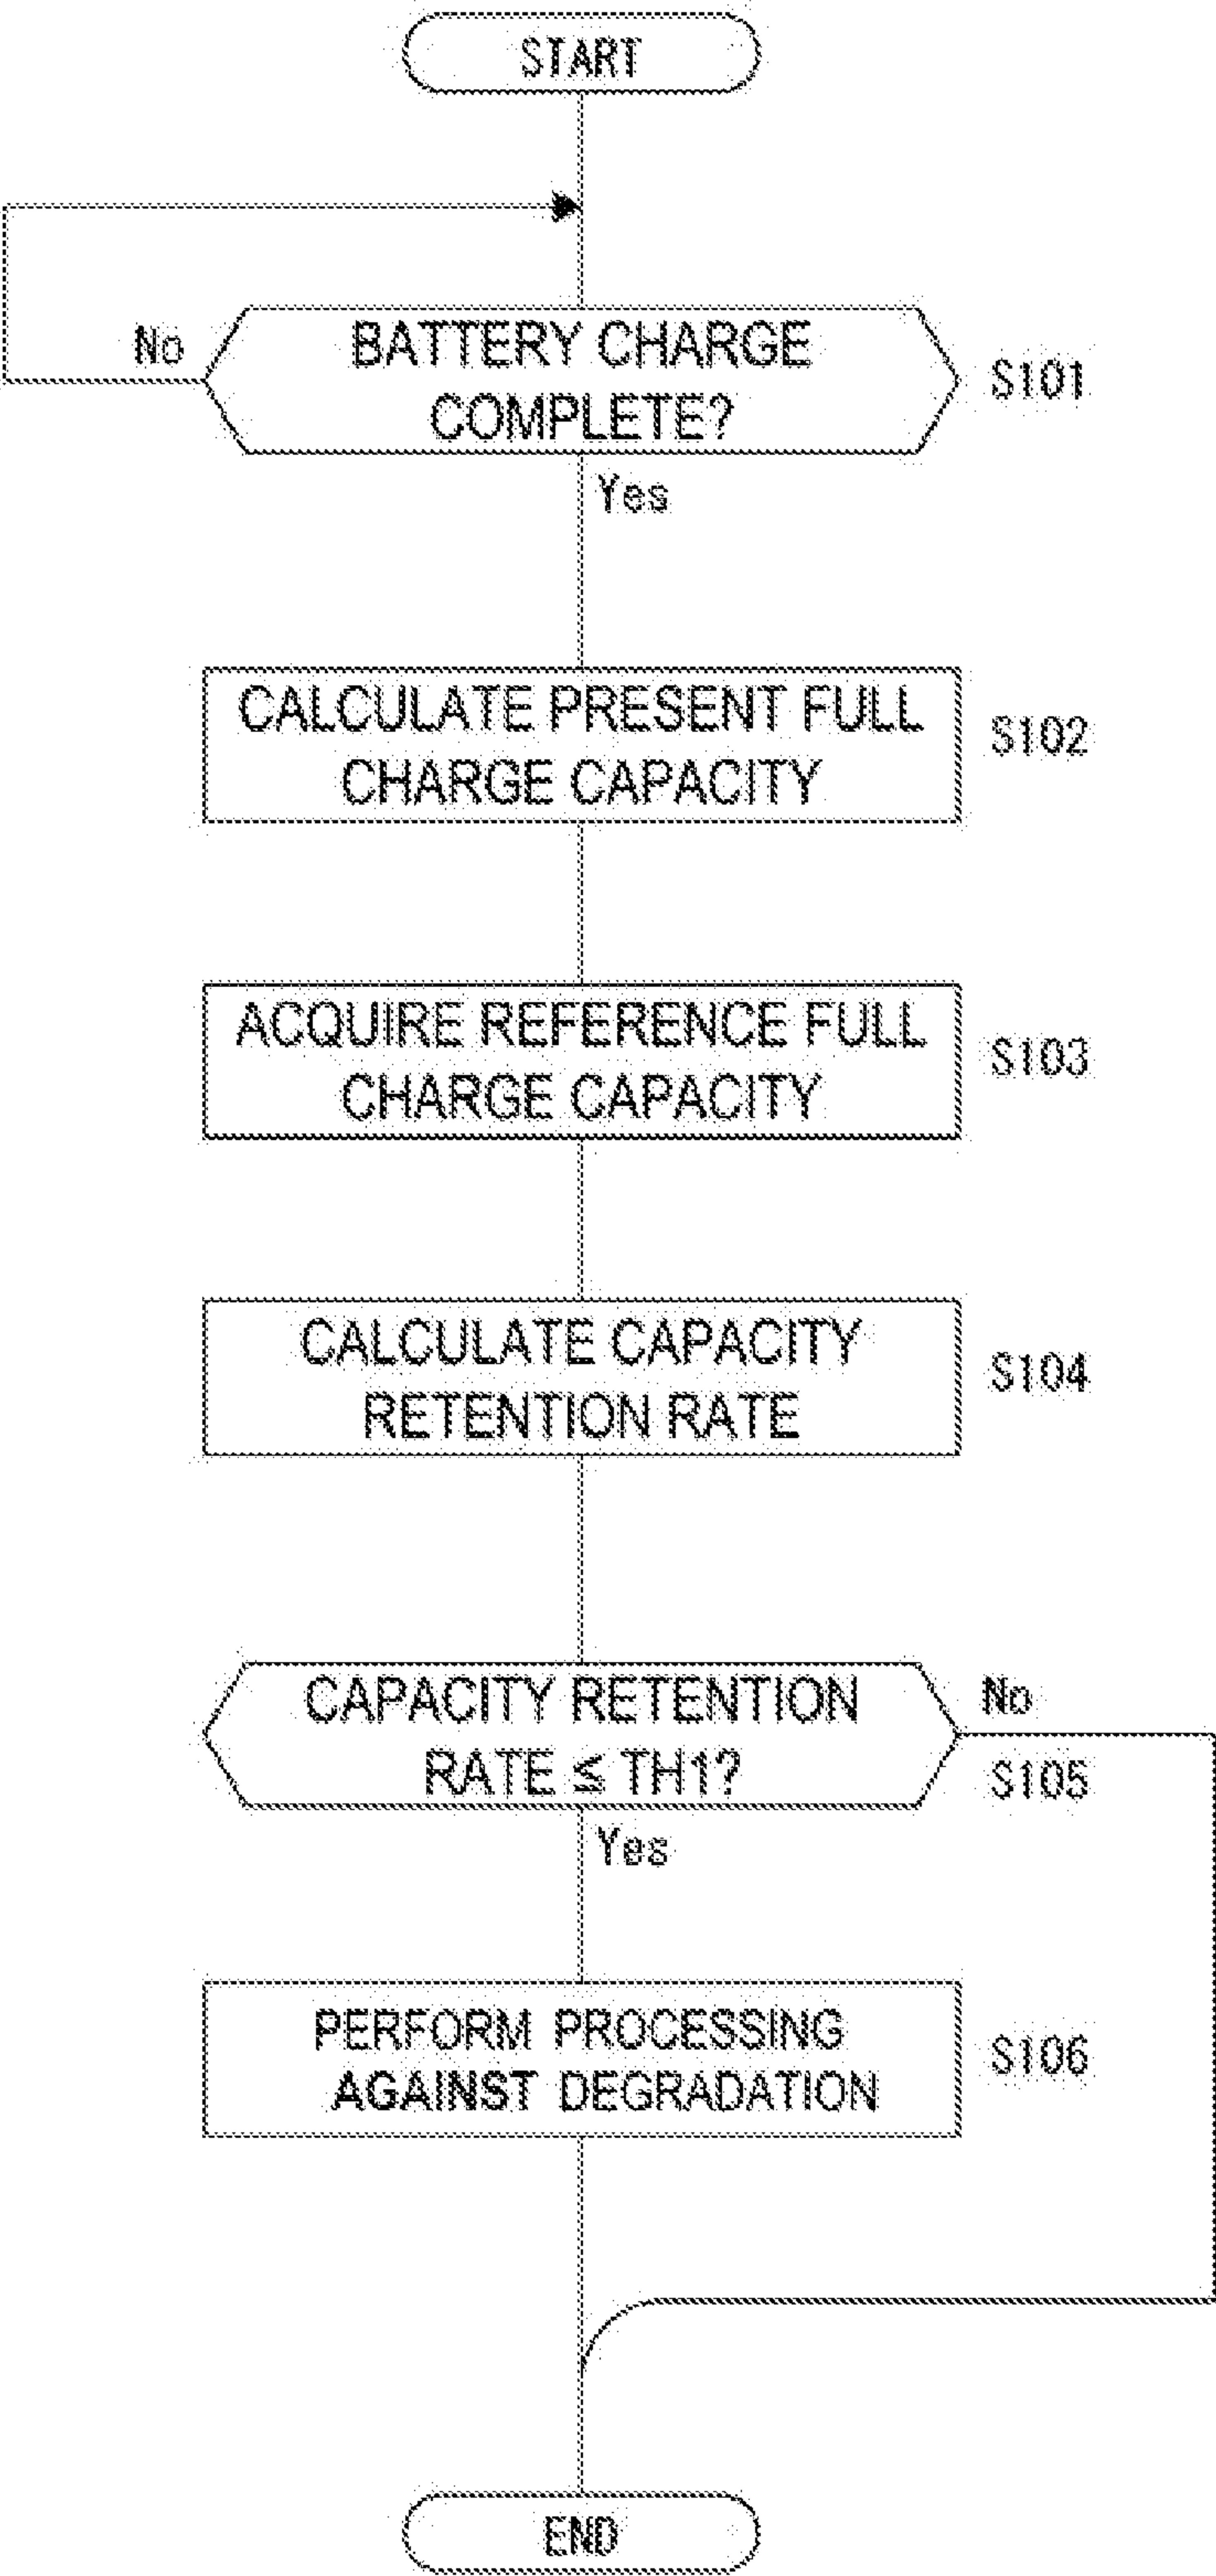 START
No
BATTERY CHARGE
COMPLETE?
S101
Yes
CALCULATE PRESENT FULL
CHARGE CAPACITY
S102
ACQUIRE REFERENCE FULL
CHARGE CAPACITY
S103
CALCULATE CAPACITY
RETENTION RATE
S104
CAPACITY RETENTION
RATE ≦ TH1?
No
S105
Yes
PERFORM PROCESSING
AGAINST DEGRADATION
S106
END